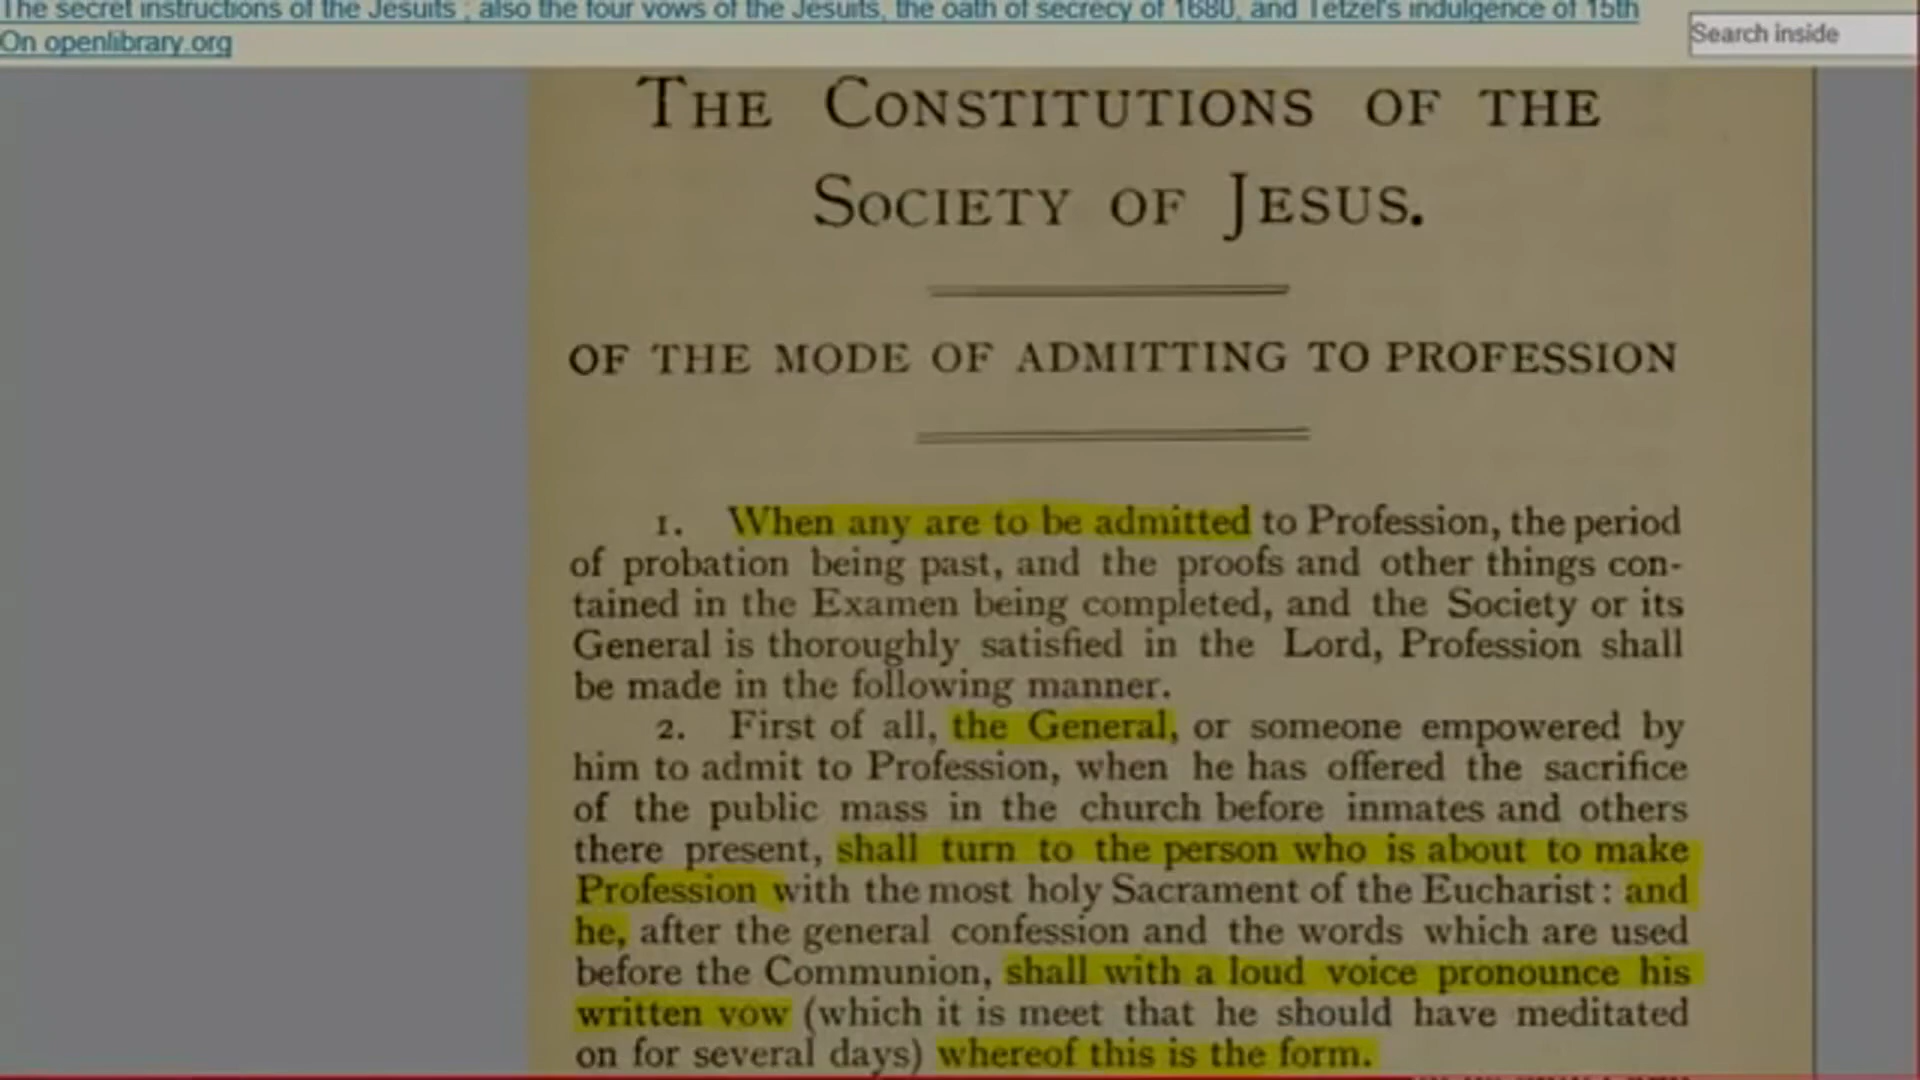 The secret instructions of the Jesuits ; also the four vows of the Jesuits, the oath of secrecy of 1680, and Tetzel's indulgence of 15th
On openlibrary.org
Search inside
THE CONSTITUTIONS OF THE
SOCIETY OF JESUS.
OF THE MODE OF ADMITTING TO PROFESSION
1. When any are to be admitted to Profession, the period
of probation being past, and the proofs and other things con-
tained in the Examen being completed, and the Society or its
General is thoroughly satisfied in the Lord, Profession shall
be made in the following manner.
2. First of all, the General, or someone empowered by
him to admit to Profession, when he has offered the sacrifice
of the public mass in the church before inmates and others
there present, shall turn to the person who is about to make
Profession with the most holy Sacrament of the Eucharist: and
he, after the general confession and the words which are used
before the Communion, shall with a loud voice pronounce his
written vow (which it is meet that he should have meditated
on for several days) whereof this is the form.